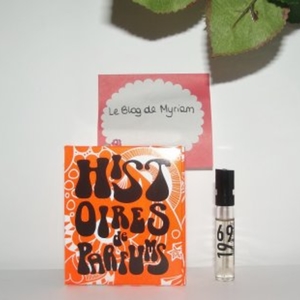 Le Blog de Myriam
HIST
OIRES
de
PARFUMS
69
19